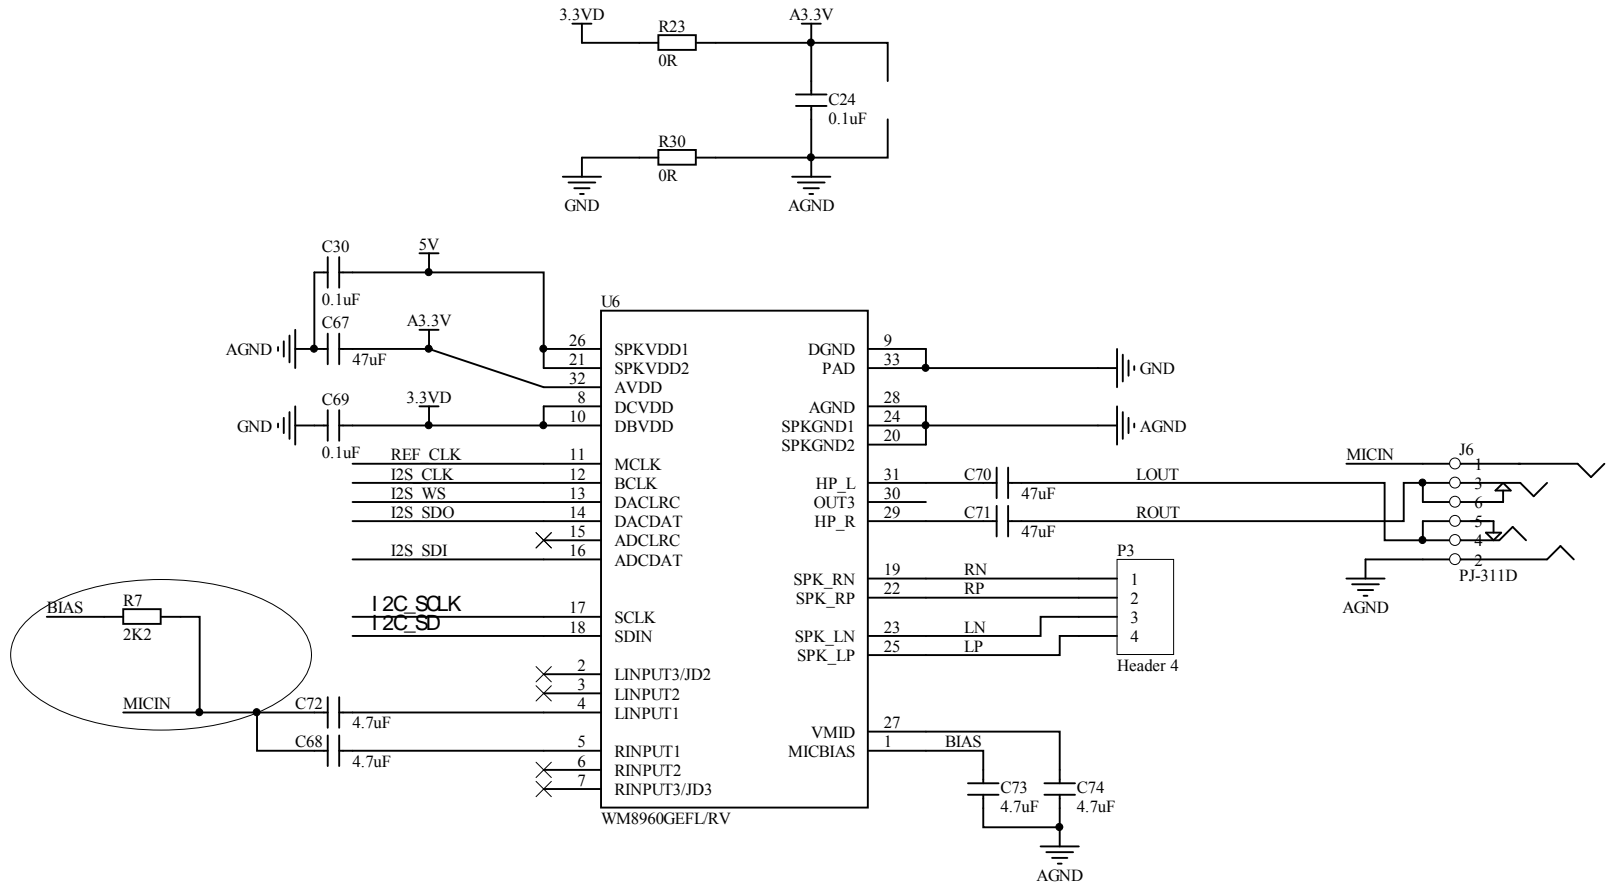 3.3VD
A3.3V
R23
0R
C24
0.1uF
R30
0R
GND
AGND
C30
5V
0.1uF
U6
C67
A3.3V
AGND
47uF
26
SPKVDD1
21
SPKVDD2
32
AVDD
C69
3.3VD
8
DCVDD
GND
10
DBVDD
0.1uF
REF_CLK
11
MCLK
I2S_CLK
12
BCLK
I2S_WS
13
DACLRC
I2S_SDO
14
DACDAT
15
ADCLRC
I2S_SDI
16
ADCDAT
I2C_SCLK
17
SCLK
I2C_SD
18
SDIN
2
LINPUT3/JD2
3
LINPUT2
4
LINPUT1
5
RINPUT1
6
RINPUT2
7
RINPUT3/JD3
WM8960GEFL/RV
BIAS
R7
2K2
MICIN
C72
4.7uF
C68
4.7uF
DGND
9
PAD
33
GND
AGND
28
SPKGND1
24
AGND
SPKGND2
20
HP_L
31
C70
47uF
LOUT
OUT3
30
HP_R
29
C71
47uF
ROUT
SPK_RN
19
RN
SPK_RP
22
RP
SPK_LN
23
LN
SPK_LP
25
LP
P3
1
2
3
4
Header 4
VMID
27
MICBIAS
1
BIAS
C73
4.7uF
C74
4.7uF
AGND
MICIN
J6
1
3
6
5
4
2
PJ-311D
AGND